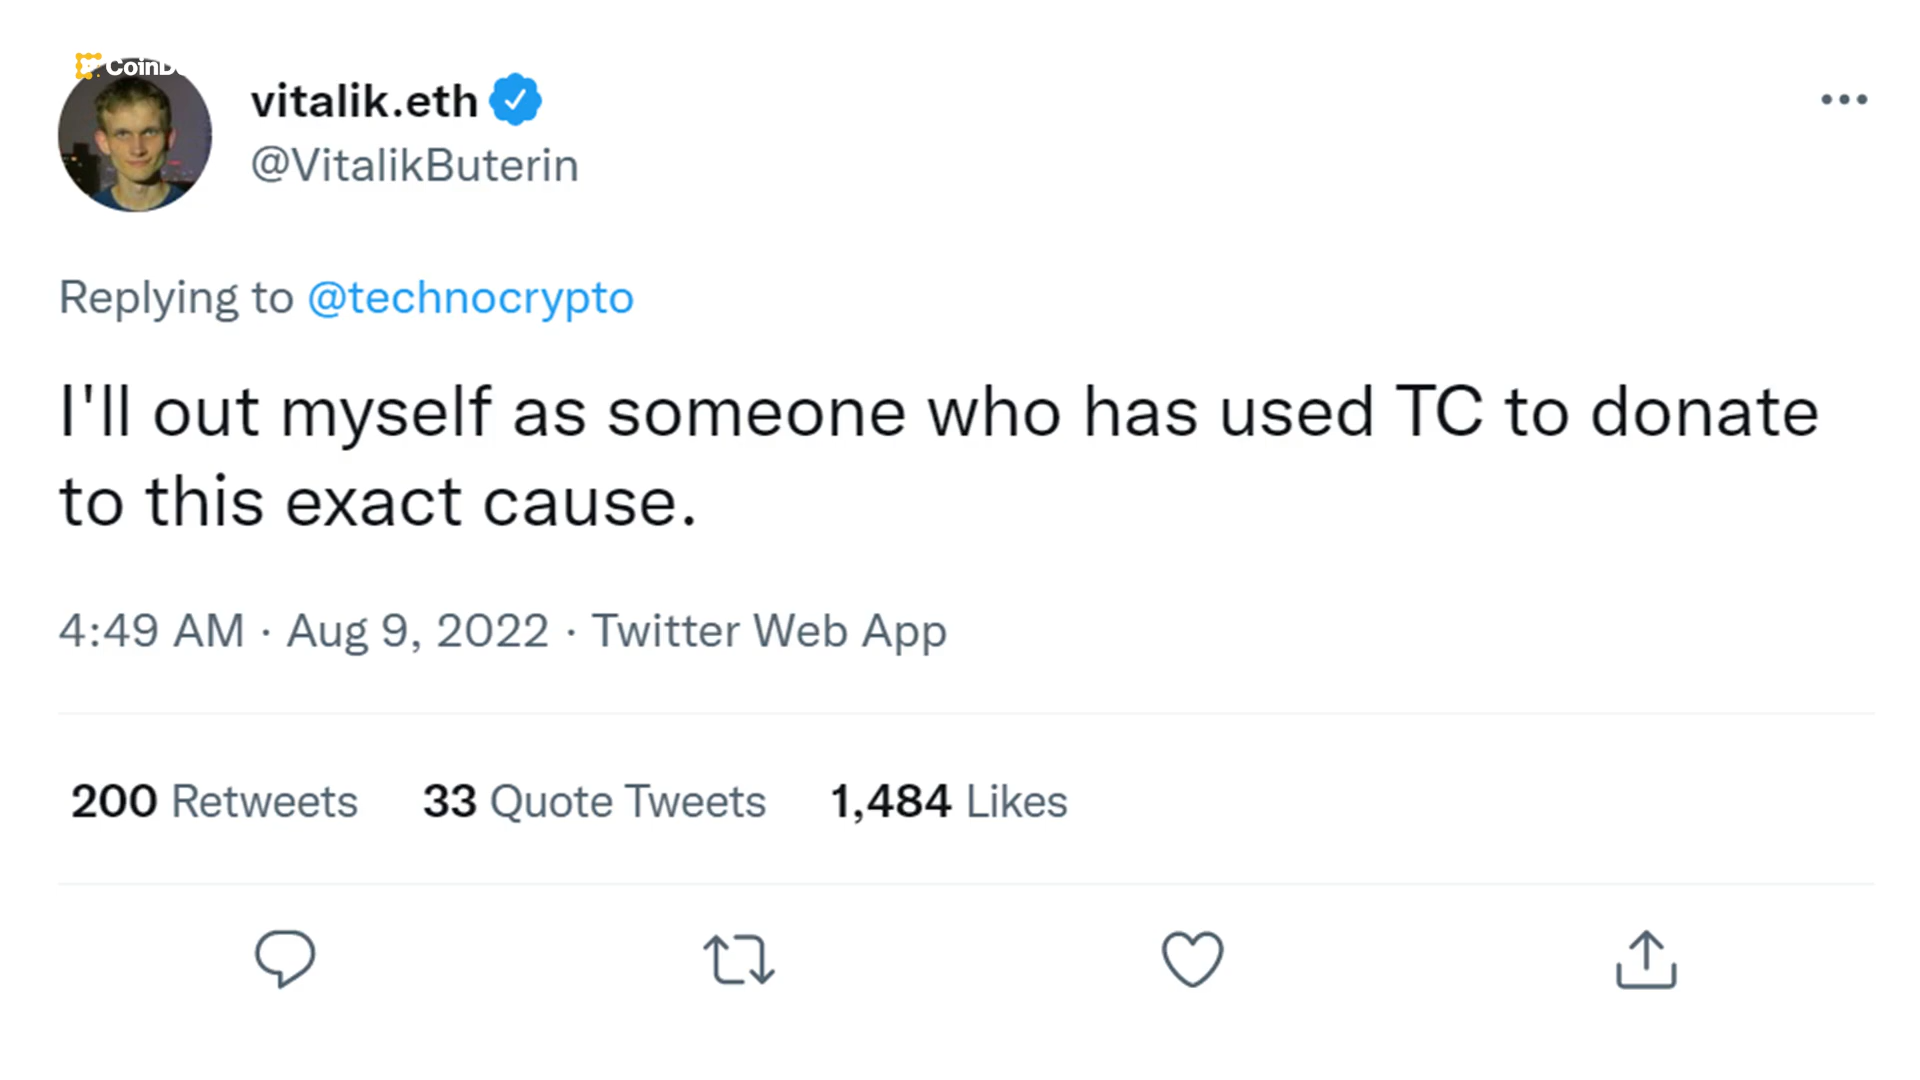 vitalik.eth
@VitalikButerin
Replying to @technocrypto
I'll out myself as someone who has used TC to donate
to this exact cause.
4:49 AM · Aug 9, 2022 · Twitter Web App
200 Retweets 33 Quote Tweets 1,484 Likes